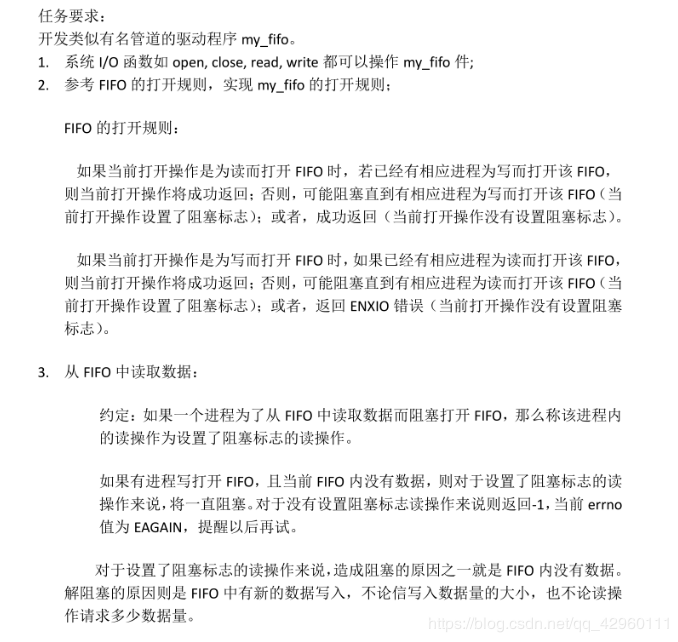 任务要求：
开发类似有名管道的驱动程序 my_fifo。
1. 系统 I/O 函数如 open, close, read, write 都可以操作 my_fifo 件;
2. 参考 FIFO 的打开规则，实现 my_fifo 的打开规则；
FIFO 的打开规则：
如果当前打开操作是为读而打开 FIFO 时，若已经有相应进程为写而打开该 FIFO，
则当前打开操作将成功返回；否则，可能阻塞直到有相应进程为写而打开该 FIFO（当
前打开操作设置了阻塞标志）；或者，成功返回（当前打开操作没有设置阻塞标志）。
如果当前打开操作是为写而打开 FIFO 时，如果已经有相应进程为读而打开该 FIFO，
则当前打开操作将成功返回；否则，可能阻塞直到有相应进程为读而打开该 FIFO（当
前打开操作设置了阻塞标志）；或者，返回 ENXIO 错误（当前打开操作没有设置阻塞
标志）。
3. 从 FIFO 中读取数据：
约定：如果一个进程为了从 FIFO 中读取数据而阻塞打开 FIFO，那么称该进程内
的读操作为设置了阻塞标志的读操作。
如果有进程写打开 FIFO，且当前 FIFO 内没有数据，则对于设置了阻塞标志的读
操作来说，将一直阻塞。对于没有设置阻塞标志读操作来说则返回-1，当前 errno
值为 EAGAIN，提醒以后再试。
对于设置了阻塞标志的读操作来说，造成阻塞的原因之一就是 FIFO 内没有数据。
解阻塞的原因则是 FIFO 中有新的数据写入，不论信写入数据量的大小，也不论读操
作请求多少数据量。
https://blog.csdn.net/qq_42960111